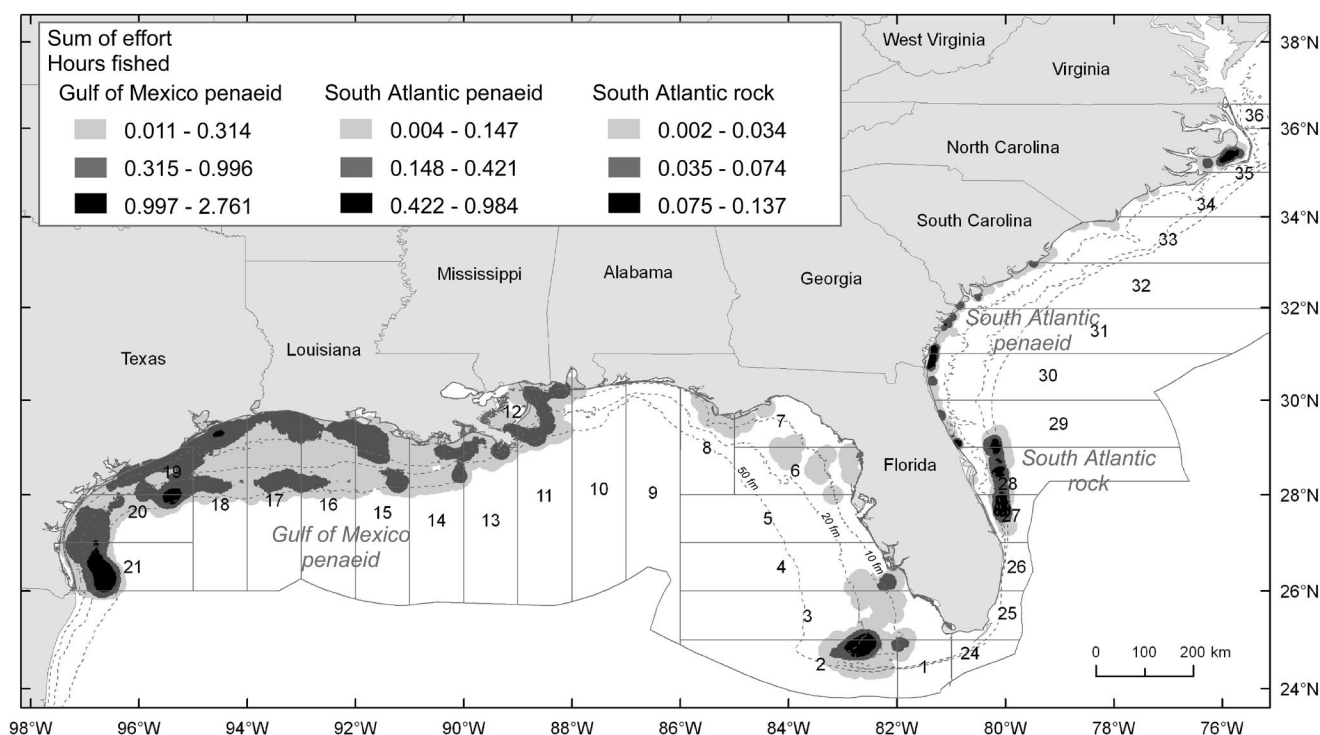 Sum of effort
Hours fished
Gulf of Mexico penaeid South Atlantic penaeid South Atlantic rock
0.011 - 0.314 0.004 - 0.147 0.002 - 0.034
0.315 - 0.996 0.148 - 0.421 0.035 - 0.074
0.997 - 2.761 0.422 - 0.984 0.075 - 0.137
West Virginia
Virginia
North Carolina
South Carolina
Mississippi
Alabama
Georgia
Texas
Louisiana
Florida
South Atlantic
penaeid
South Atlantic
rock
Gulf of Mexico
penaeid
36
35
34
33
32
31
30
29
28
27
26
25
24
1
2
3
4
5
6
7
8
9
10
11
12
13
14
15
16
17
18
19
20
21
50 fm
20 fm
10 fm
0 100 200 km
38°N
36°N
34°N
32°N
30°N
28°N
26°N
24°N
98°W 96°W 94°W 92°W 90°W 88°W 86°W 84°W 82°W 80°W 78°W 76°W